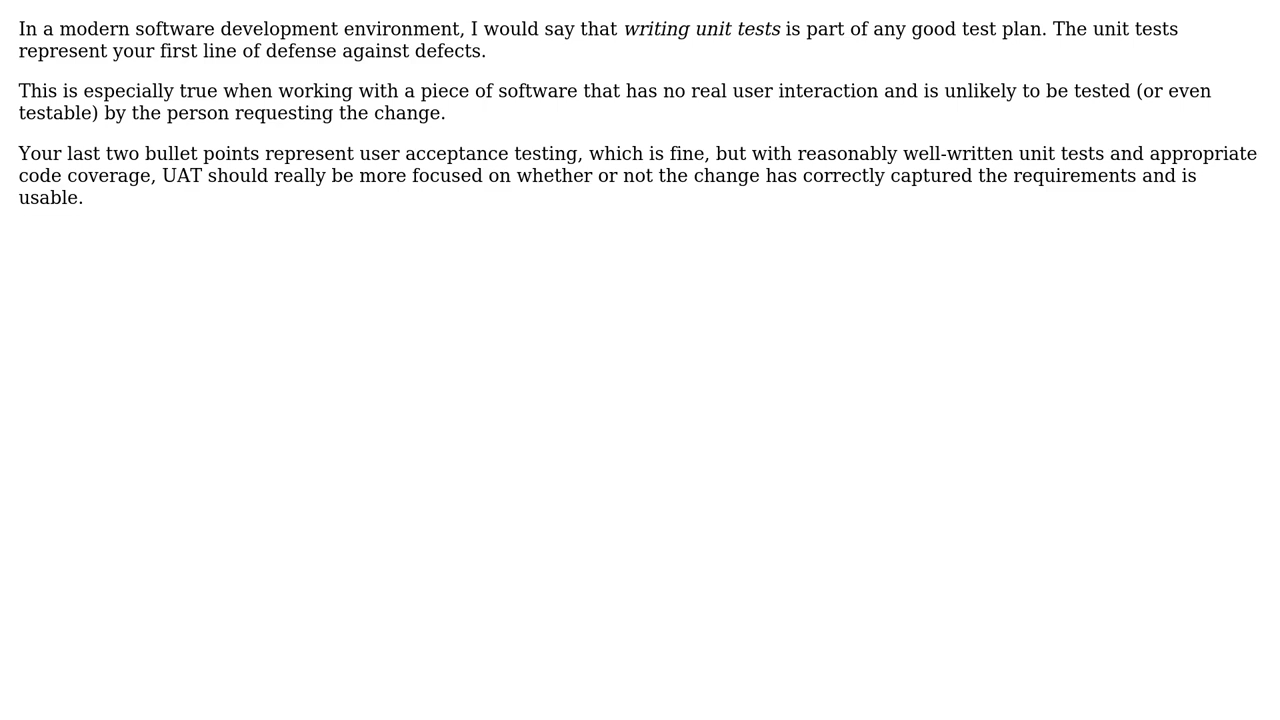 In a modern software development environment, I would say that writing unit tests is part of any good test plan. The unit tests
represent your first line of defense against defects.
This is especially true when working with a piece of software that has no real user interaction and is unlikely to be tested (or even
testable) by the person requesting the change.
Your last two bullet points represent user acceptance testing, which is fine, but with reasonably well-written unit tests and appropriate
code coverage, UAT should really be more focused on whether or not the change has correctly captured the requirements and is
usable.